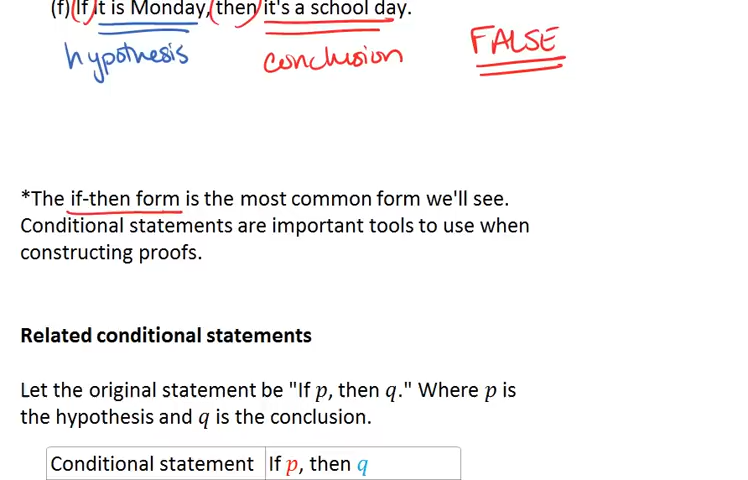 (f) If it is Monday, then it's a school day.
hypothesis conclusion FALSE
*The if-then form is the most common form we'll see.
Conditional statements are important tools to use when
constructing proofs.
Related conditional statements
Let the original statement be "If p, then q." Where p is
the hypothesis and q is the conclusion.
Conditional statement If p, then q